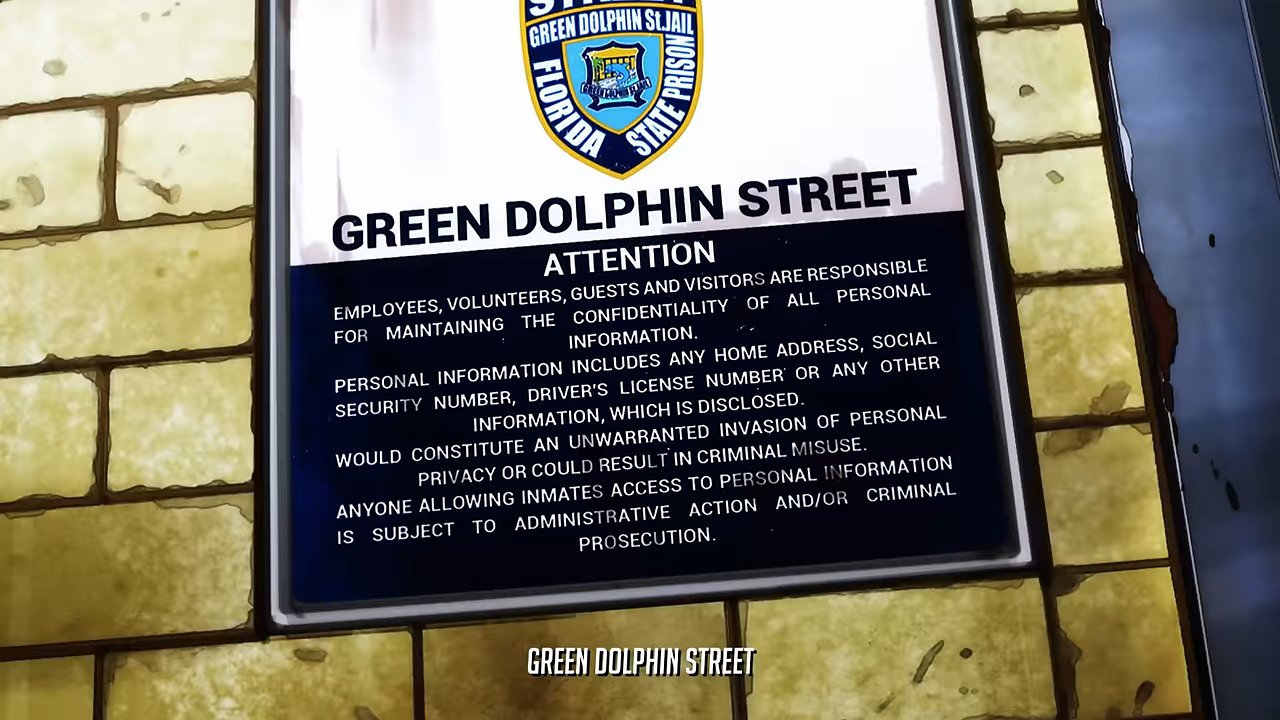 STREET
GREEN DOLPHIN St.JAIL
FLORIDA STATE PRISON
GREEN DOLPHIN STREET
ATTENTION
EMPLOYEES, VOLUNTEERS, GUESTS AND VISITORS ARE RESPONSIBLE
FOR MAINTAINING THE CONFIDENTIALITY OF ALL PERSONAL
INFORMATION.
PERSONAL INFORMATION INCLUDES ANY HOME ADDRESS, SOCIAL
SECURITY NUMBER, DRIVER'S LICENSE NUMBER OR ANY OTHER
INFORMATION, WHICH IS DISCLOSED.
WOULD CONSTITUTE AN UNWARRANTED INVASION OF PERSONAL
PRIVACY OR COULD RESULT IN CRIMINAL MISUSE.
ANYONE ALLOWING INMATES ACCESS TO PERSONAL INFORMATION
IS SUBJECT TO ADMINISTRATIVE ACTION AND/OR CRIMINAL
PROSECUTION.
GREEN DOLPHIN STREET